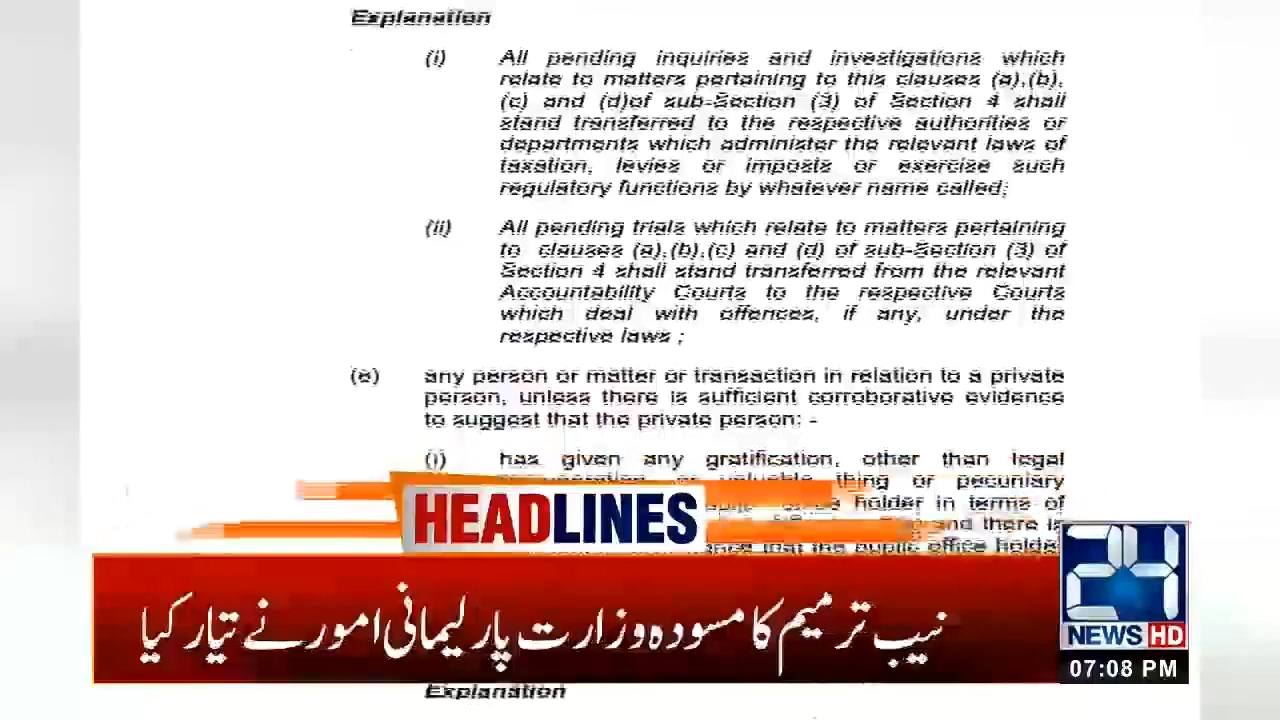 Explanation
(i) All pending inquiries and investigations which
relate to matters pertaining to this clauses (a),(b),
(c) and (d)of sub-Section (3) of Section 4 shall
stand transferred to the respective authorities or
departments which administer the relevant laws of
taxation, levies or imposts or exercise such
regulatory functions by whatever name called;
(ii) All pending trials which relate to matters pertaining
to clauses (a),(b),(c) and (d) of sub-Section (3) of
Section 4 shall stand transferred from the relevant
Accountability Courts to the respective Courts
which deal with offences, if any, under the
respective laws ;
(e) any person or matter or transaction in relation to a private
person, unless there is sufficient corroborative evidence
to suggest that the private person: -
(i) has given any gratification, other than legal
thing or pecuniary
holder in terms of
and there is
that the public office holder
HEADLINES
نیب ترمیم کا مسودہ وزارت پارلیمانی امور نے تیار کیا
24
NEWS HD
07:08 PM
Explanation